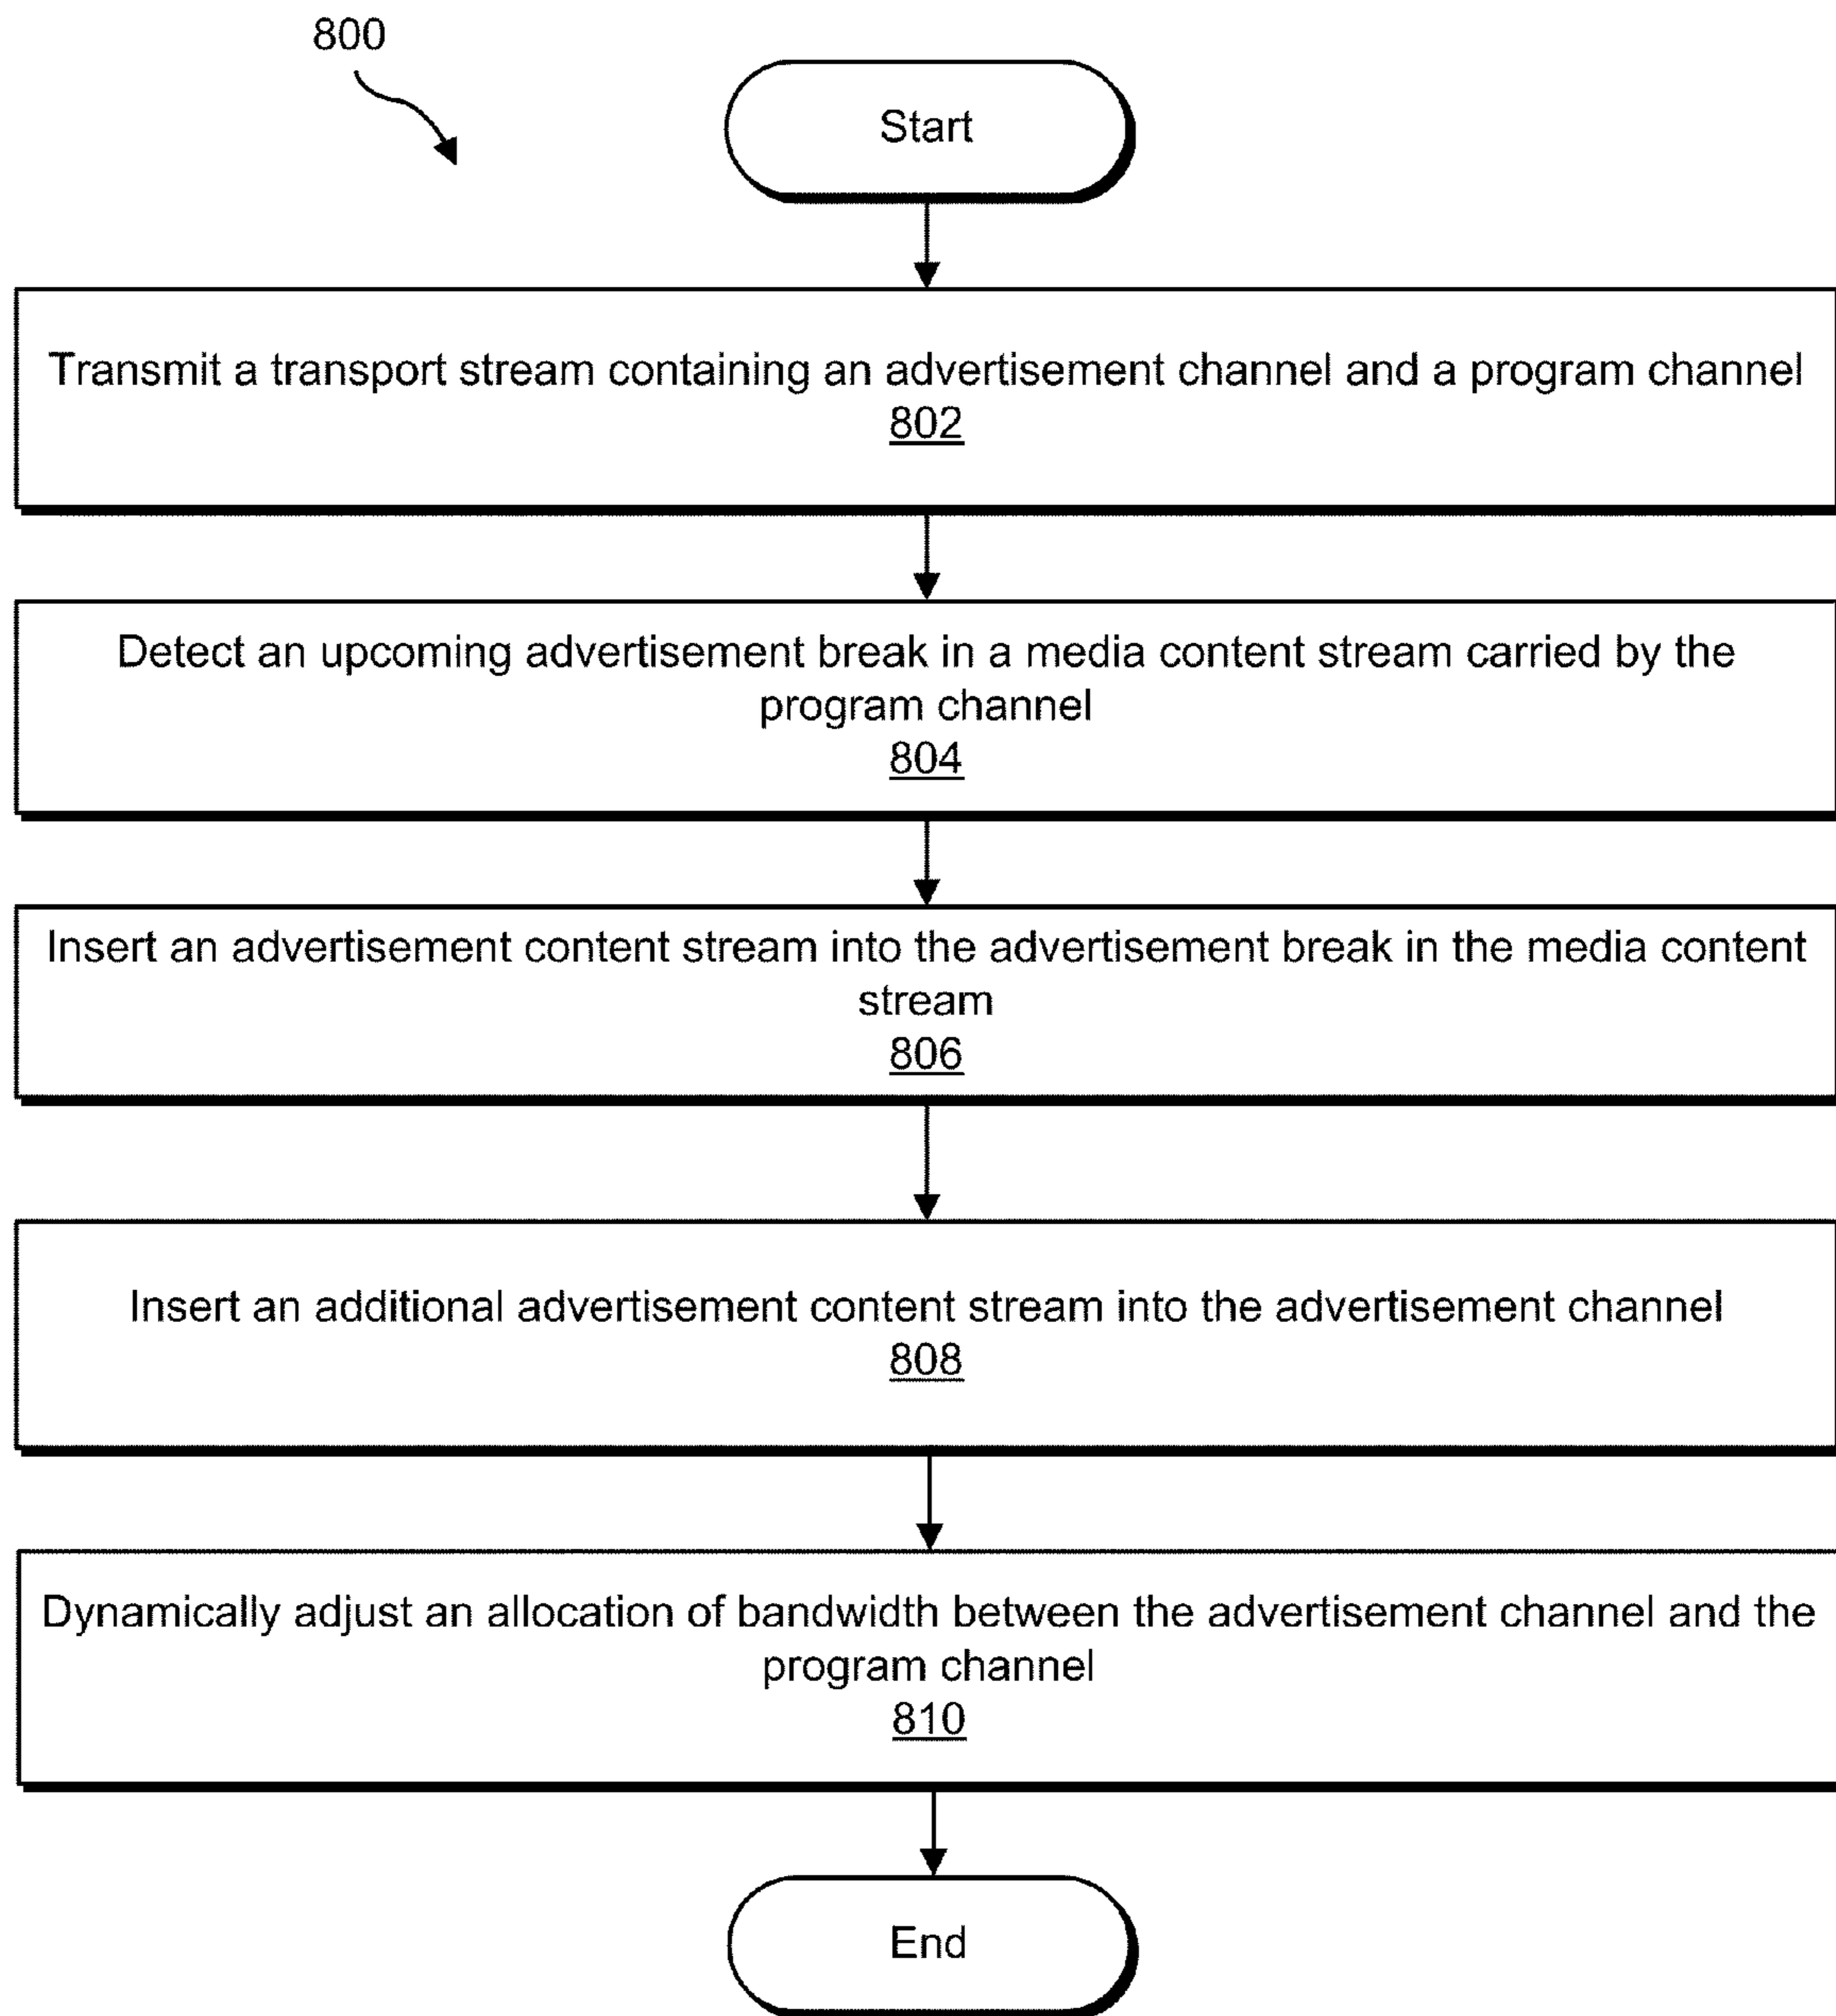 800
Start
Transmit a transport stream containing an advertisement channel and a program channel
802
Detect an upcoming advertisement break in a media content stream carried by the
program channel
804
Insert an advertisement content stream into the advertisement break in the media content
stream
806
Insert an additional advertisement content stream into the advertisement channel
808
Dynamically adjust an allocation of bandwidth between the advertisement channel and the
program channel
810
End